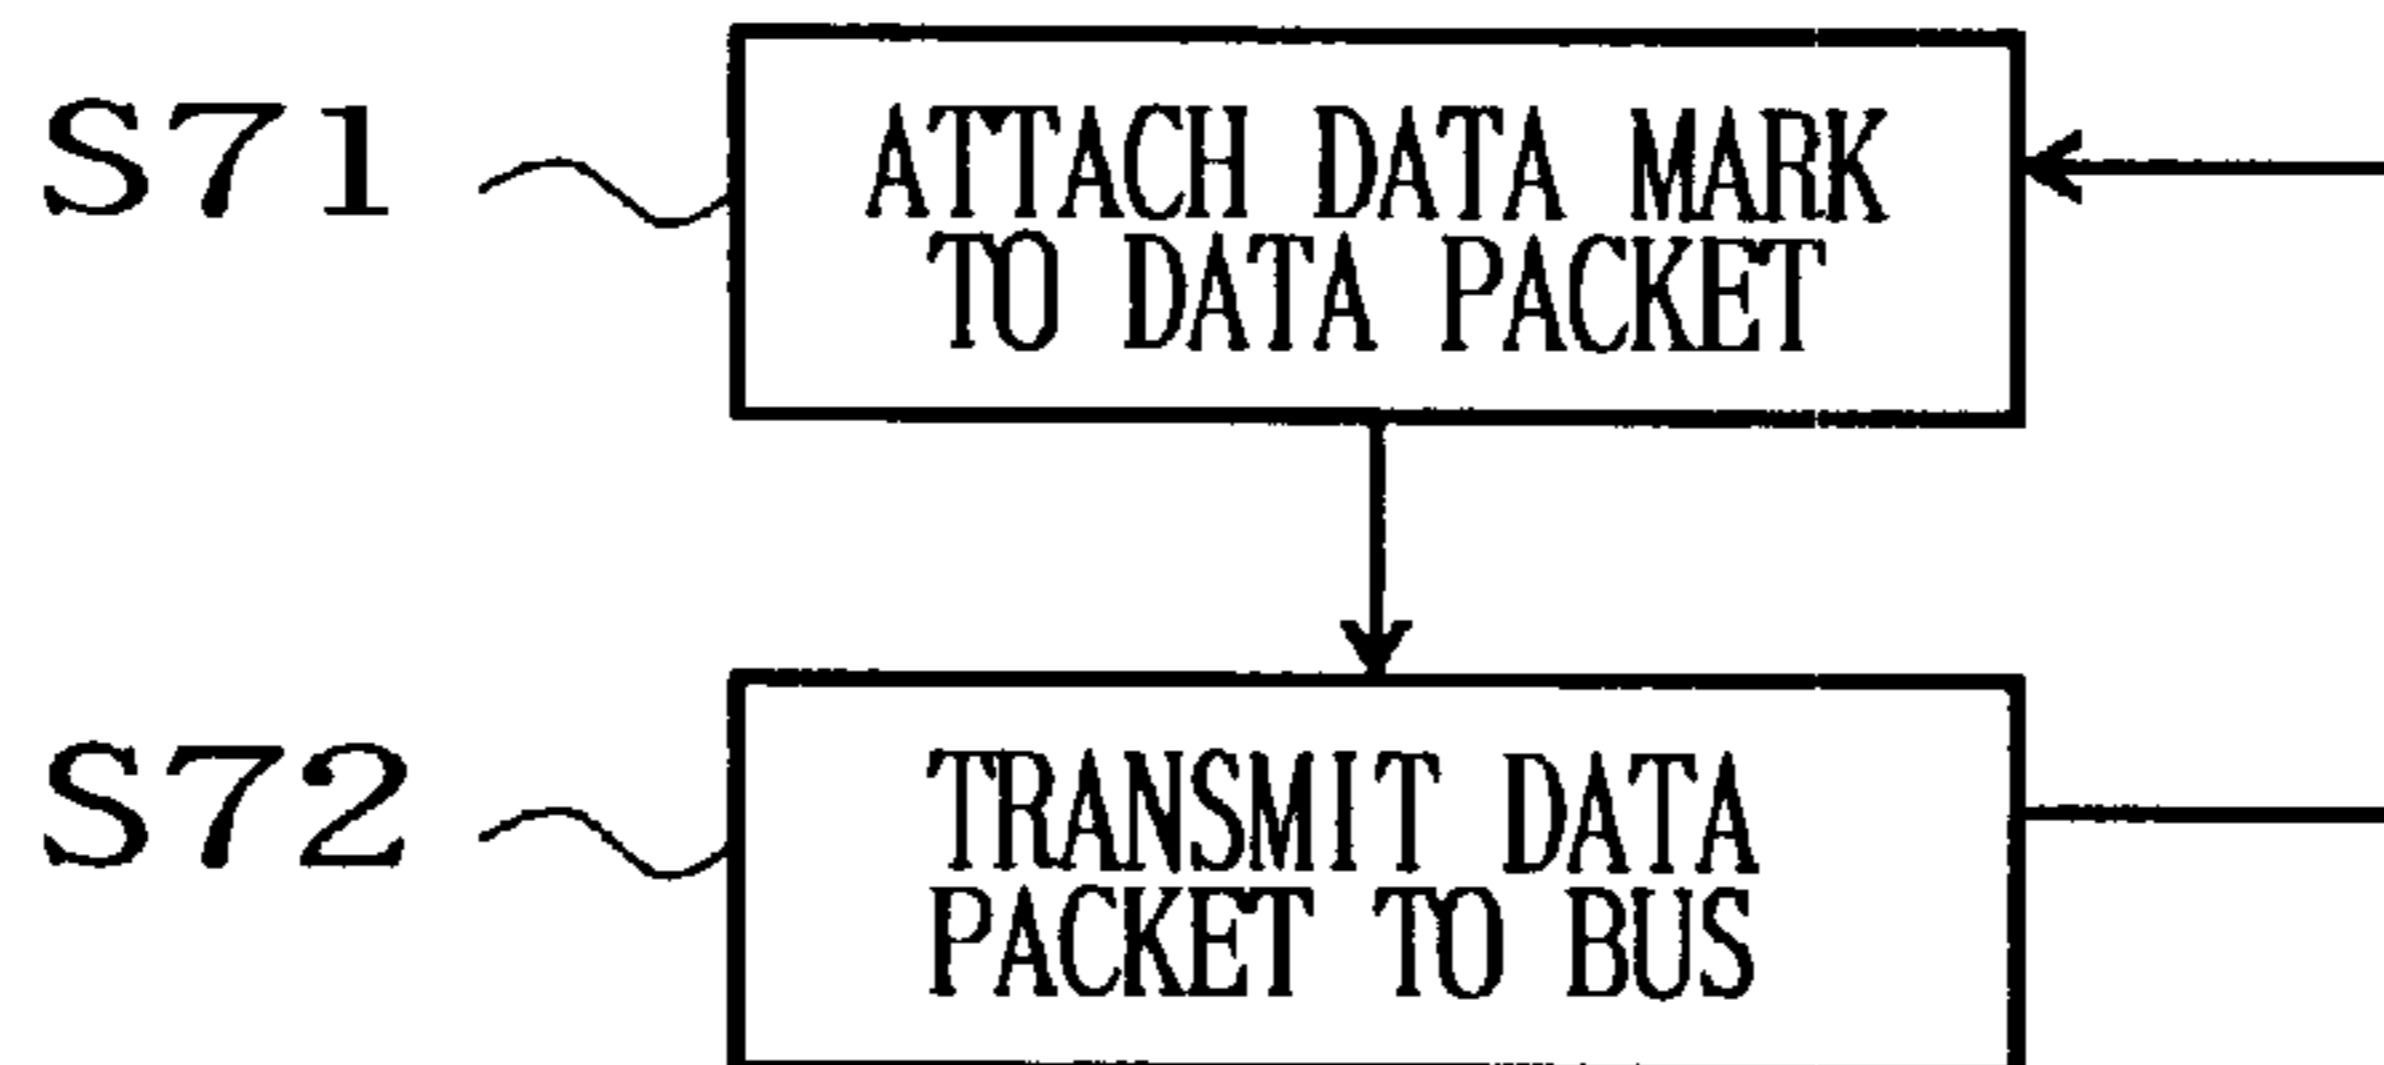 S71
ATTACH DATA MARK
TO DATA PACKET
S72
TRANSMIT DATA
PACKET TO BUS